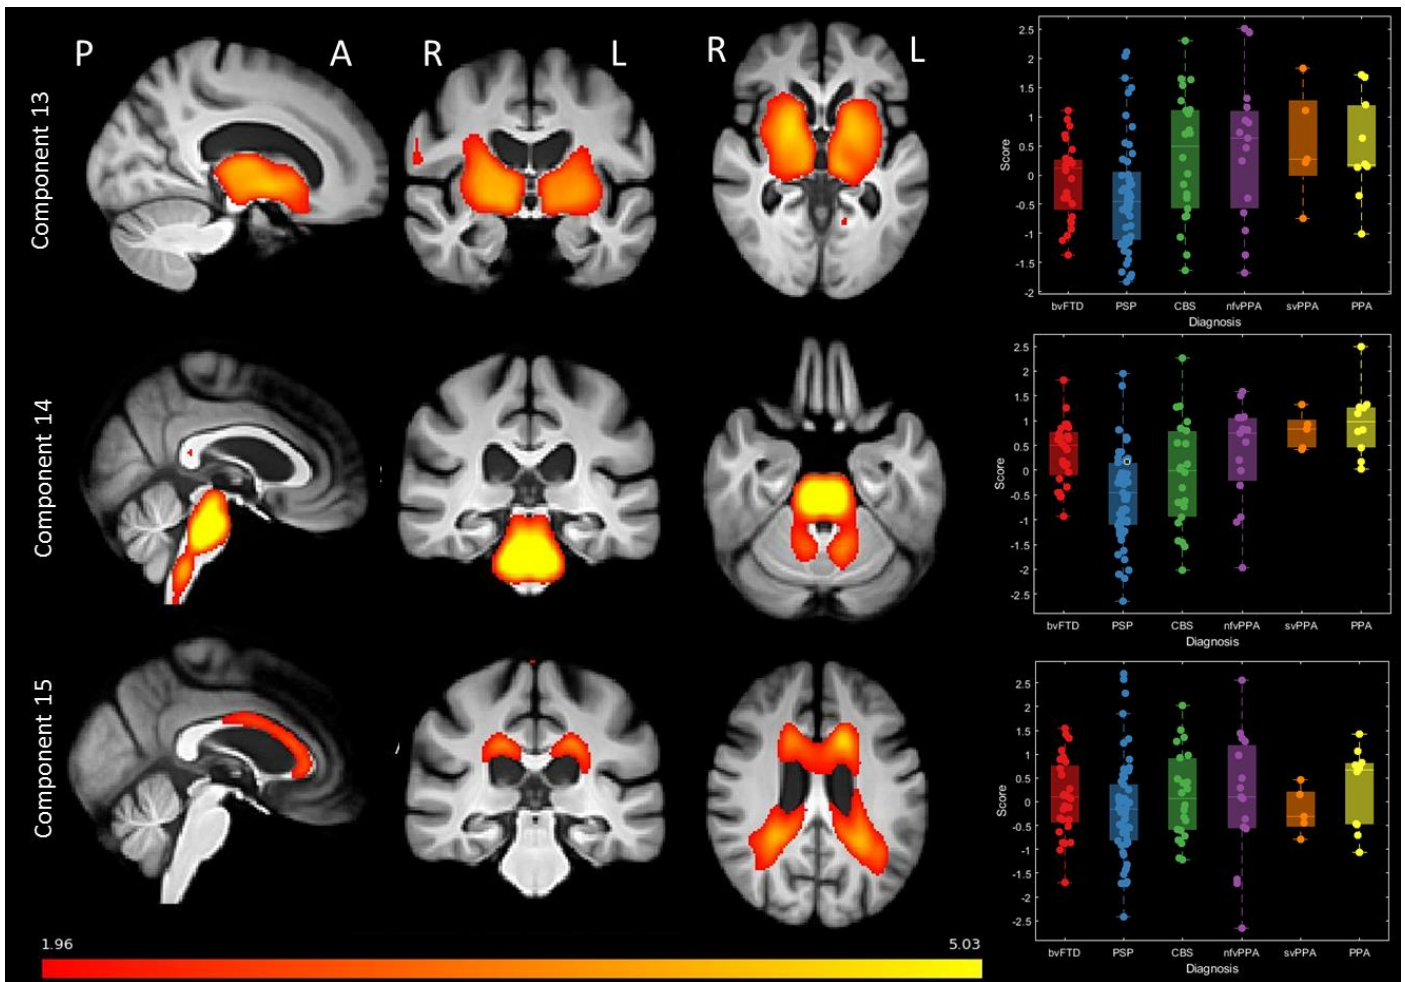 P
A
R
L
R
L
Component 13
2.5
2
1.5
1
0.5
0
-0.5
-1
-1.5
-2
Score
bvFTD PSP CBS nfvPPA svPPA PPA
Diagnosis
Component 14
2.5
2
1.5
1
0.5
0
-0.5
-1
-1.5
-2
-2.5
Score
bvFTD PSP CBS nfvPPA svPPA PPA
Diagnosis
Component 15
2.5
2
1.5
1
0.5
0
-0.5
-1
-1.5
-2
-2.5
Score
bvFTD PSP CBS nfvPPA svPPA PPA
Diagnosis
1.96
5.03